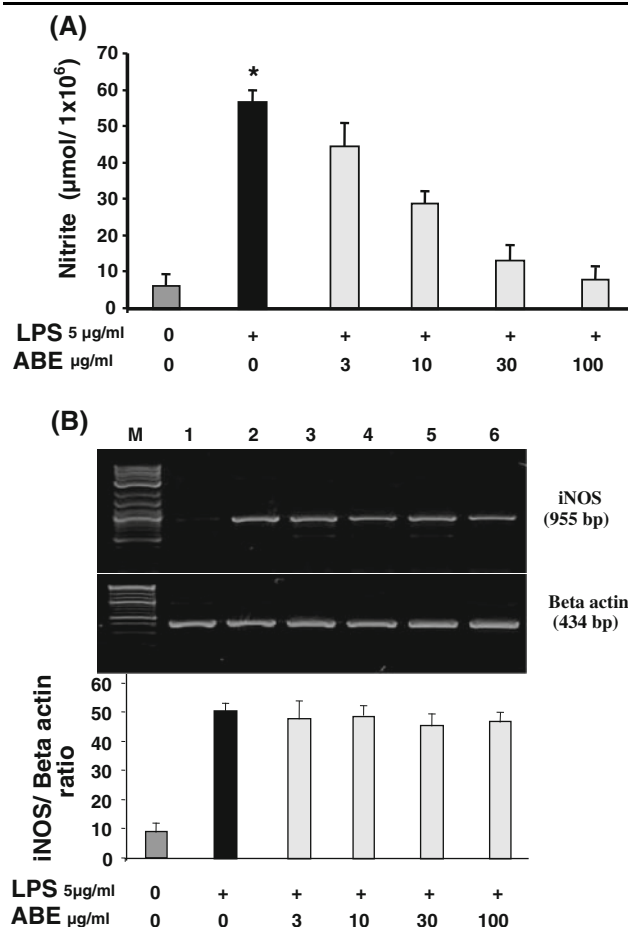 (A)
Nitrite (µmol/ 1x10⁶)
70
60
50
40
30
20
10
0
*
LPS 5 µg/ml 0 + + + + +
ABE µg/ml 0 0 3 10 30 100
(B)
M 1 2 3 4 5 6
iNOS
(955 bp)
Beta actin
(434 bp)
iNOS/ Beta actin
ratio
60
50
40
30
20
10
0
LPS 5µg/ml 0 + + + + +
ABE µg/ml 0 0 3 10 30 100